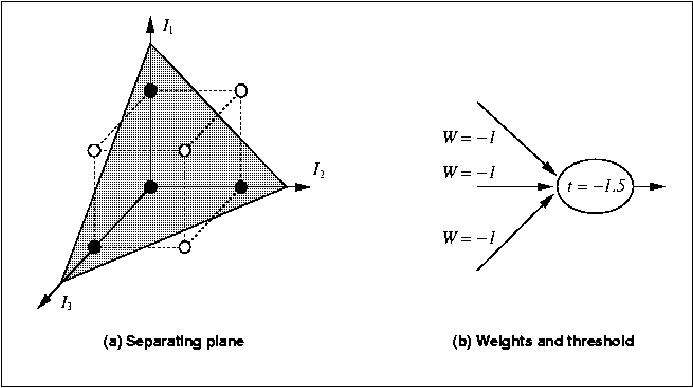 I1
I2
I3
W = −1
W = −1
W = −1
t = −1.5
(a) Separating plane
(b) Weights and threshold